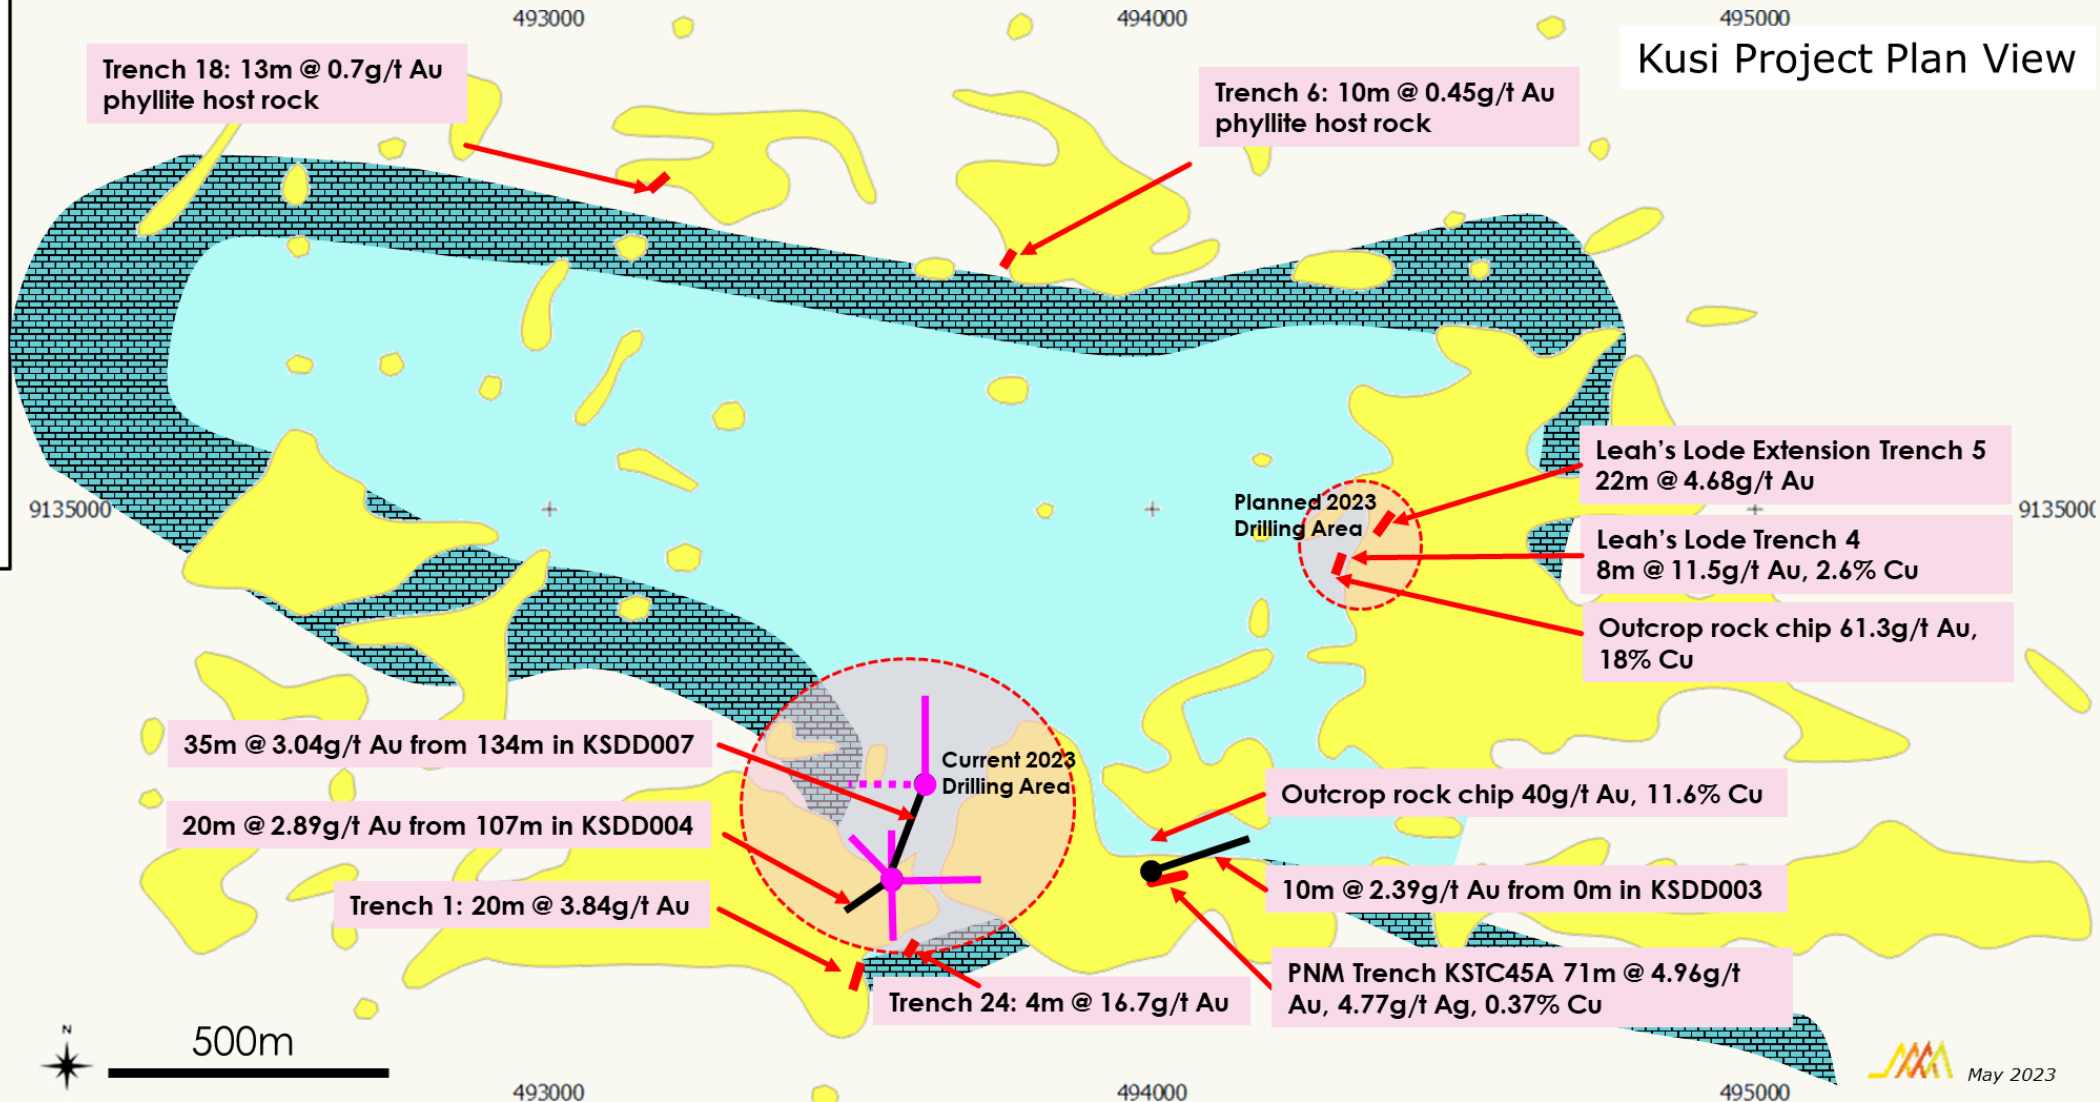 493000
494000
495000
Kusi Project Plan View
Trench 18: 13m @ 0.7g/t Au
phyllite host rock
Trench 6: 10m @ 0.45g/t Au
phyllite host rock
Leah's Lode Extension Trench 5
22m @ 4.68g/t Au
Planned 2023
Drilling Area
9135000
913500
Leah's Lode Trench 4
8m @ 11.5g/t Au, 2.6% Cu
Outcrop rock chip 61.3g/t Au,
18% Cu
35m @ 3.04g/t Au from 134m in KSDD007
Current 2023
Drilling Area
Outcrop rock chip 40g/t Au, 11.6% Cu
20m @ 2.89g/t Au from 107m in KSDD004
10m @ 2.39g/t Au from 0m in KSDD003
Trench 1: 20m @ 3.84g/t Au
PNM Trench KSTC45A 71m @ 4.96g/t
Au, 4.77g/t Ag, 0.37% Cu
Trench 24: 4m @ 16.7g/t Au
N
500m
May 2023
493000
494000
495000